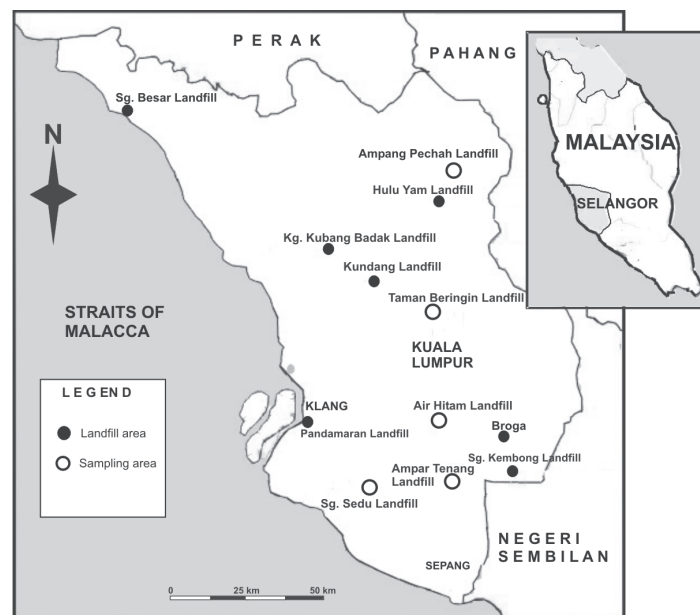 PERAK
PAHANG
Sg. Besar Landfill
N
Ampang Pechah Landfill
Hulu Yam Landfill
MALAYSIA
SELANGOR
Kg. Kubang Badak Landfill
Kundang Landfill
Taman Beringin Landfill
STRAITS OF
MALACCA
KUALA
LUMPUR
LEGEND
Landfill area
Sampling area
KLANG
Pandamaran Landfill
Air Hitam Landfill
Broga
Sg. Kembong Landfill
Ampar Tenang
Landfill
Sg. Sedu Landfill
NEGERI
SEMBILAN
SEPANG
0 25 km 50 km